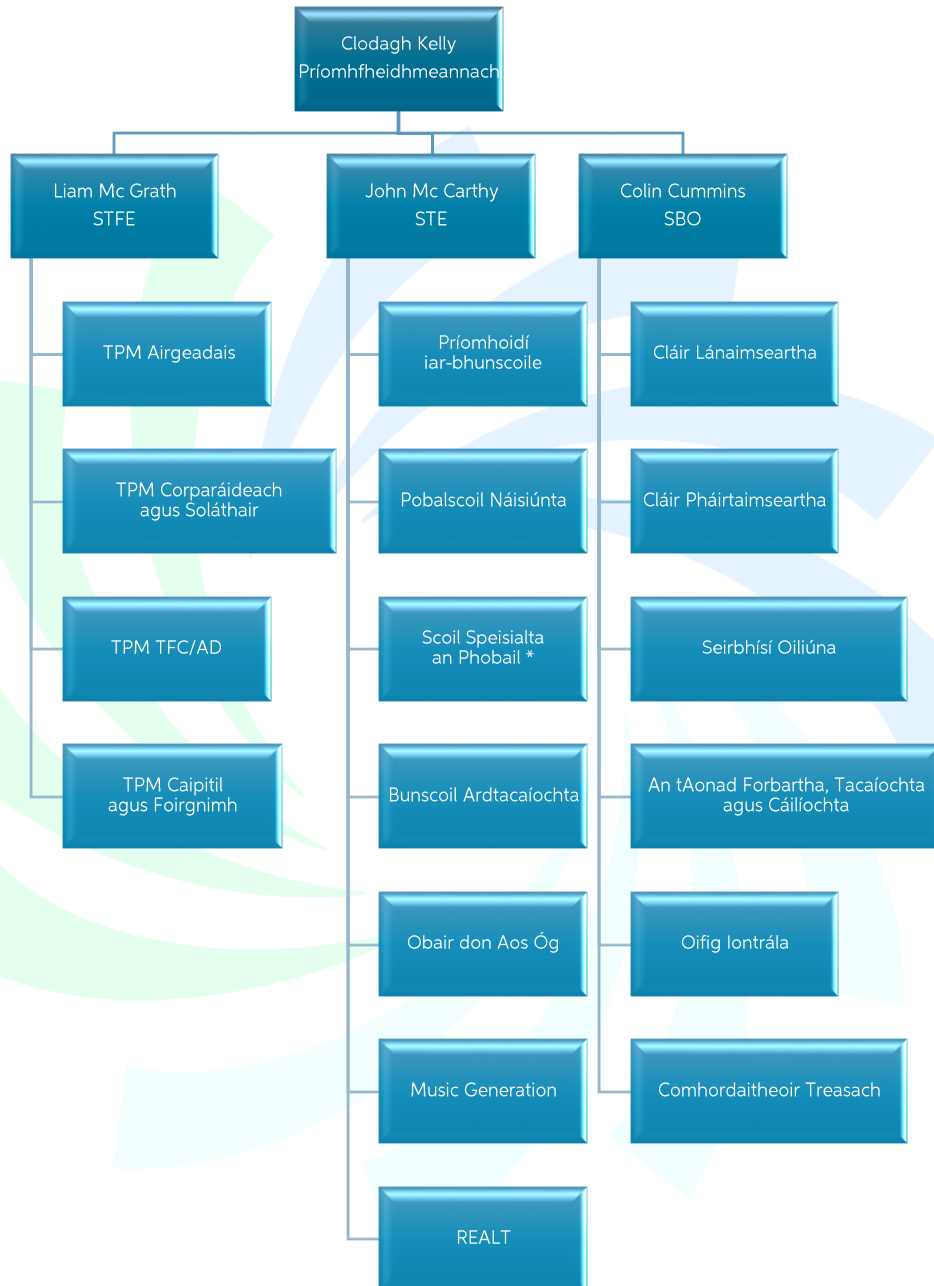 Clodagh Kelly
Príomhfheidhmeannach
Liam Mc Grath
STFE
TPM Airgeadais
TPM Corparáideach
agus Soláthair
TPM TFC/AD
TPM Caipitil
agus Foirgnimh
John Mc Carthy
STE
Príomhoidí
iar-bhunscoile
Pobalscoil Náisiúnta
Scoil Speisialta
an Phobail *
Bunscoil Ardtacaíochta
Obair don Aos Óg
Music Generation
REALT
Colin Cummins
SBO
Cláir Lánaimseartha
Cláir Pháirtaimseartha
Seirbhísí Oiliúna
An tAonad Forbartha, Tacaíochta
agus Cáilíochta
Oifig Iontrála
Comhordaitheoir Treasach